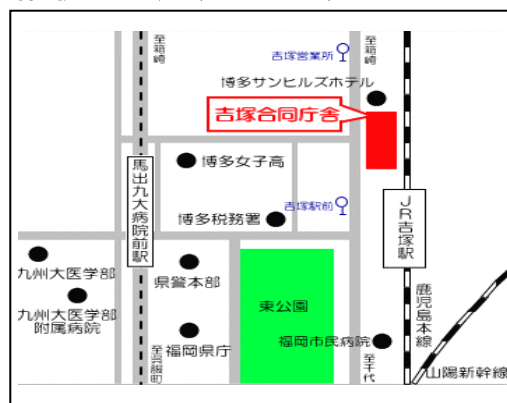 至箱崎
至箱崎
吉塚営業所
博多サンヒルズホテル
吉塚合同庁舎
博多女子高
馬出九大病院前駅
吉塚駅前
JR吉塚駅
博多税務署
九州大医学部
県警本部
東公園
鹿児島本線
九州大医学部
附属病院
福岡県庁
福岡市民病院
至呉服町
至千代
山陽新幹線